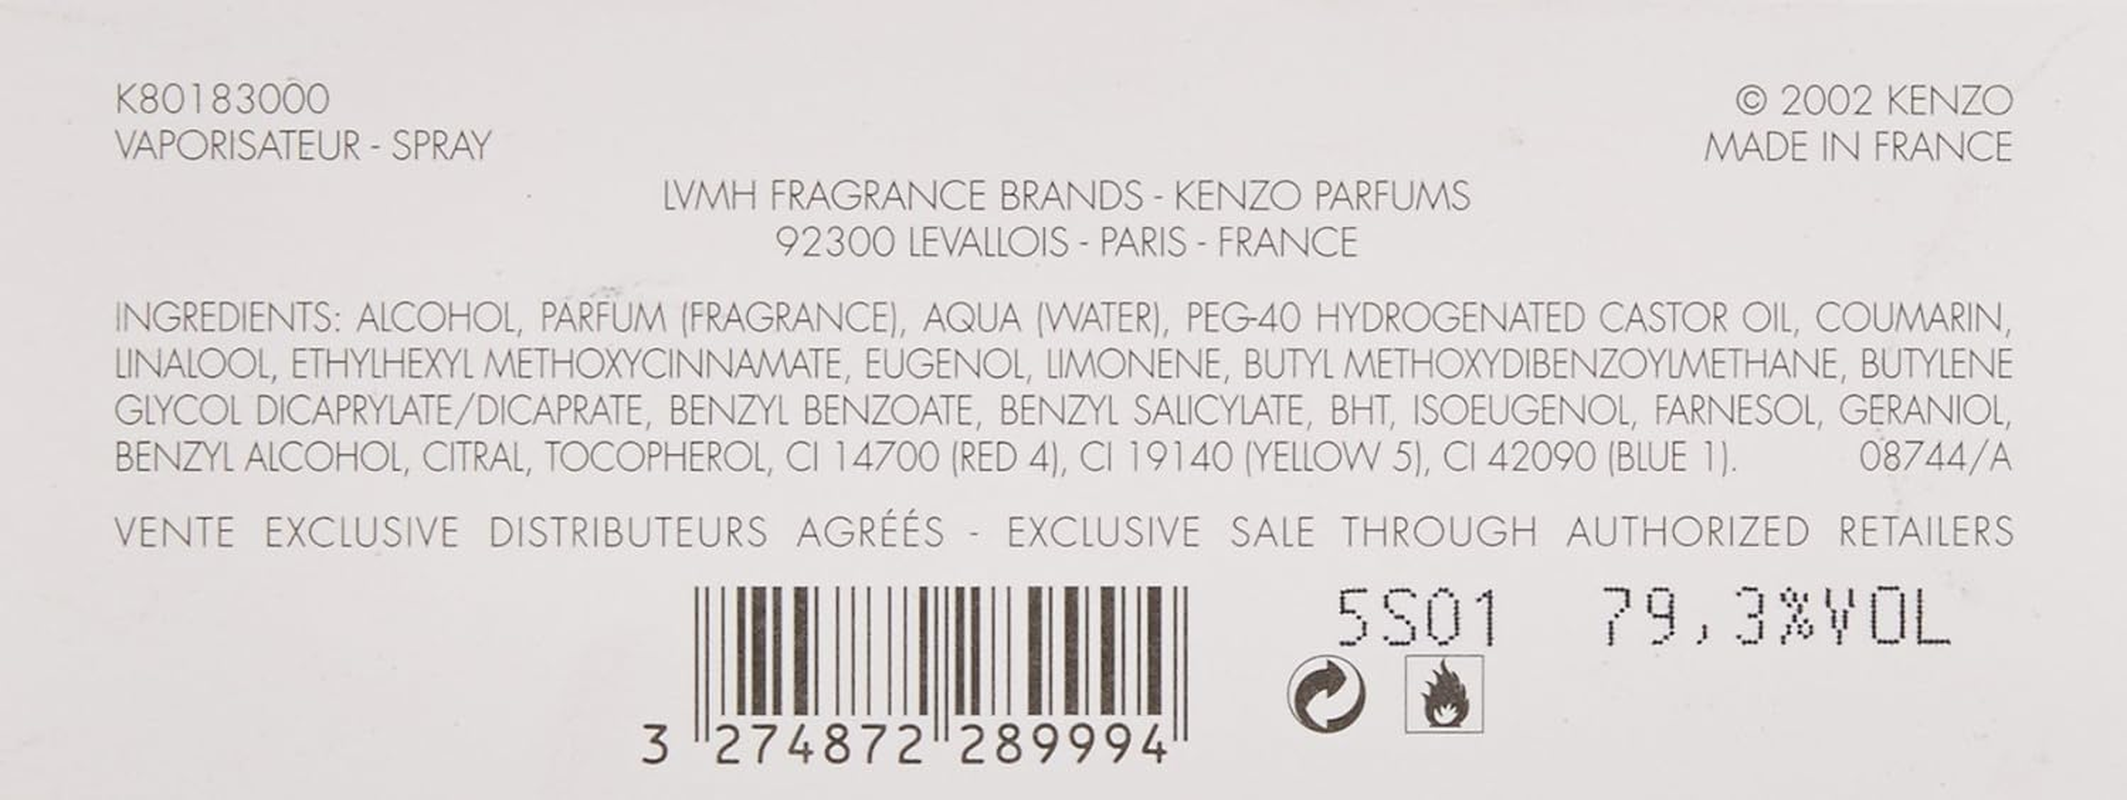 K80183000
© 2002 KENZO
VAPORISATEUR - SPRAY
MADE IN FRANCE
LVMH FRAGRANCE BRANDS - KENZO PARFUMS
92300 LEVALLOIS - PARIS - FRANCE
INGREDIENTS: ALCOHOL, PARFUM (FRAGRANCE), AQUA (WATER), PEG-40 HYDROGENATED CASTOR OIL, COUMARIN,
LINALOOL, ETHYLHEXYL METHOXYCINNAMATE, EUGENOL, LIMONENE, BUTYL METHOXYDIBENZOYLMETHANE, BUTYLENE
GLYCOL DICAPRYLATE/DICAPRATE, BENZYL BENZOATE, BENZYL SALICYLATE, BHT, ISOEUGENOL, FARNESOL, GERANIOL,
BENZYL ALCOHOL, CITRAL, TOCOPHEROL, CI 14700 (RED 4), CI 19140 (YELLOW 5), CI 42090 (BLUE 1). 08744/A
VENTE EXCLUSIVE DISTRIBUTEURS AGRÉÉS - EXCLUSIVE SALE THROUGH AUTHORIZED RETAILERS
5S01 79,3%VOL
3 274872 289994